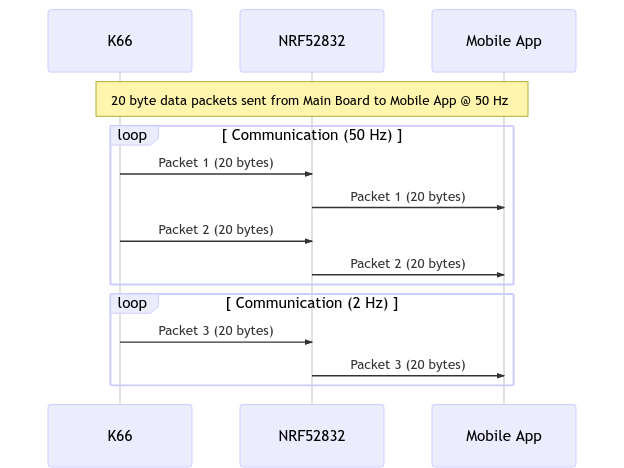 K66
NRF52832
Mobile App
20 byte data packets sent from Main Board to Mobile App @ 50 Hz
loop
[ Communication (50 Hz) ]
Packet 1 (20 bytes)
Packet 1 (20 bytes)
Packet 2 (20 bytes)
Packet 2 (20 bytes)
loop
[ Communication (2 Hz) ]
Packet 3 (20 bytes)
Packet 3 (20 bytes)
K66
NRF52832
Mobile App